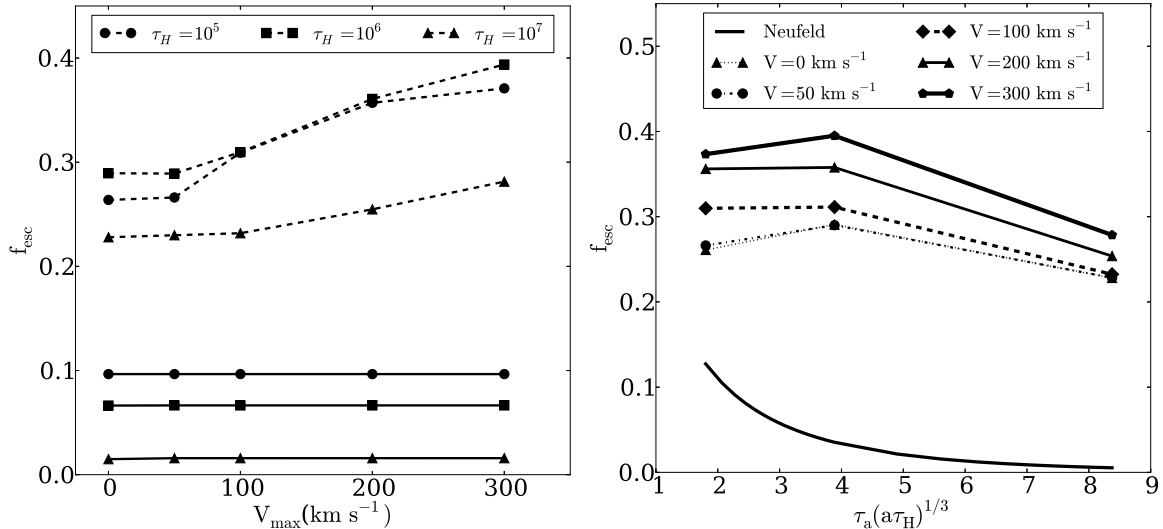 τ_H = 10^5 τ_H = 10^6 τ_H = 10^7
0.4
0.3
0.2
0.1
0.0
f_esc
0 100 200 300
V_max(km s^−1)
Neufeld
V=0 km s^−1
V=50 km s^−1
V=100 km s^−1
V=200 km s^−1
V=300 km s^−1
0.5
0.4
0.3
0.2
0.1
0.0
f_esc
1 2 3 4 5 6 7 8 9
τ_a(aτ_H)^1/3